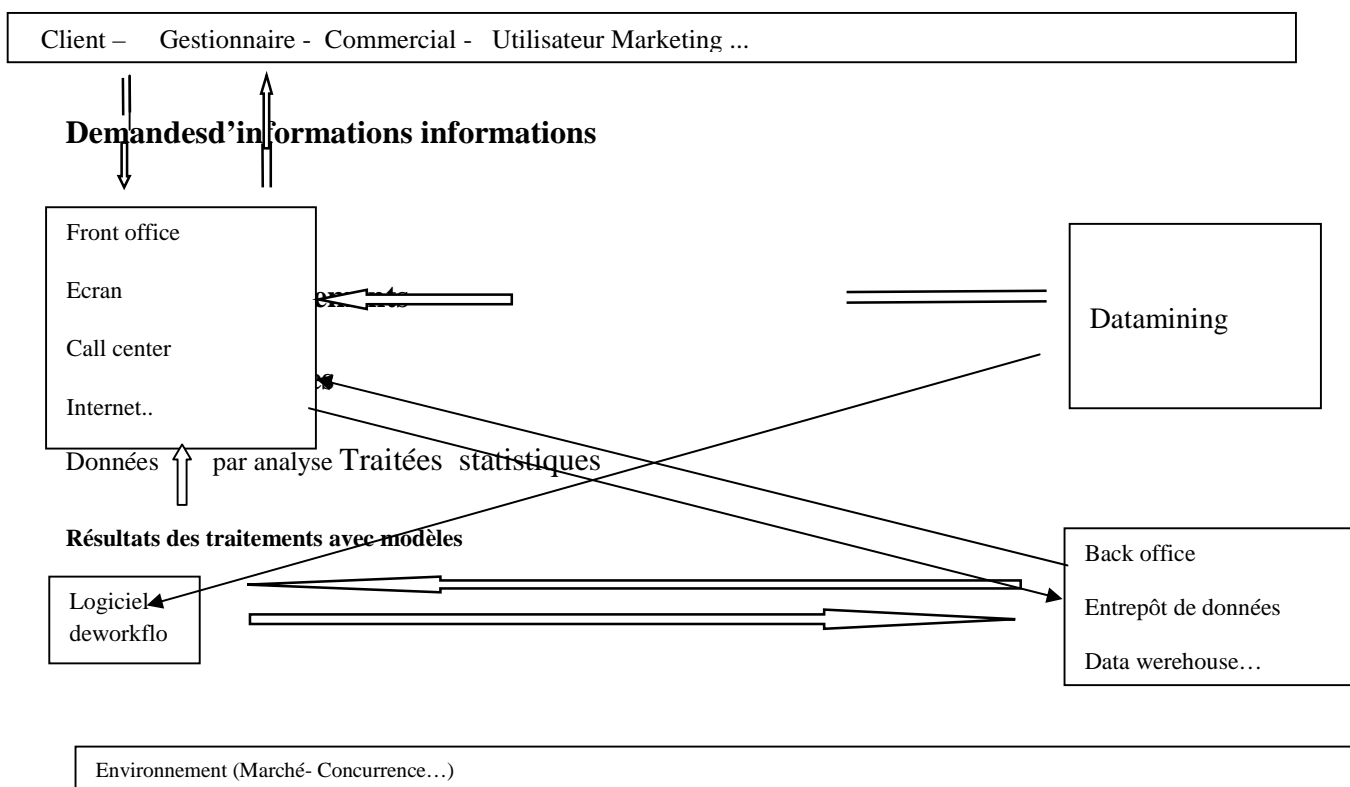 Client – Gestionnaire - Commercial - Utilisateur Marketing ...
Demandesd’informations informations
Front office
Ecran
Call center
Internet..
Datamining
Données par analyse Traitées statistiques
Résultats des traitements avec modèles
Logiciel
deworkflo
Back office
Entrepôt de données
Data werehouse…
Environnement (Marché- Concurrence…)